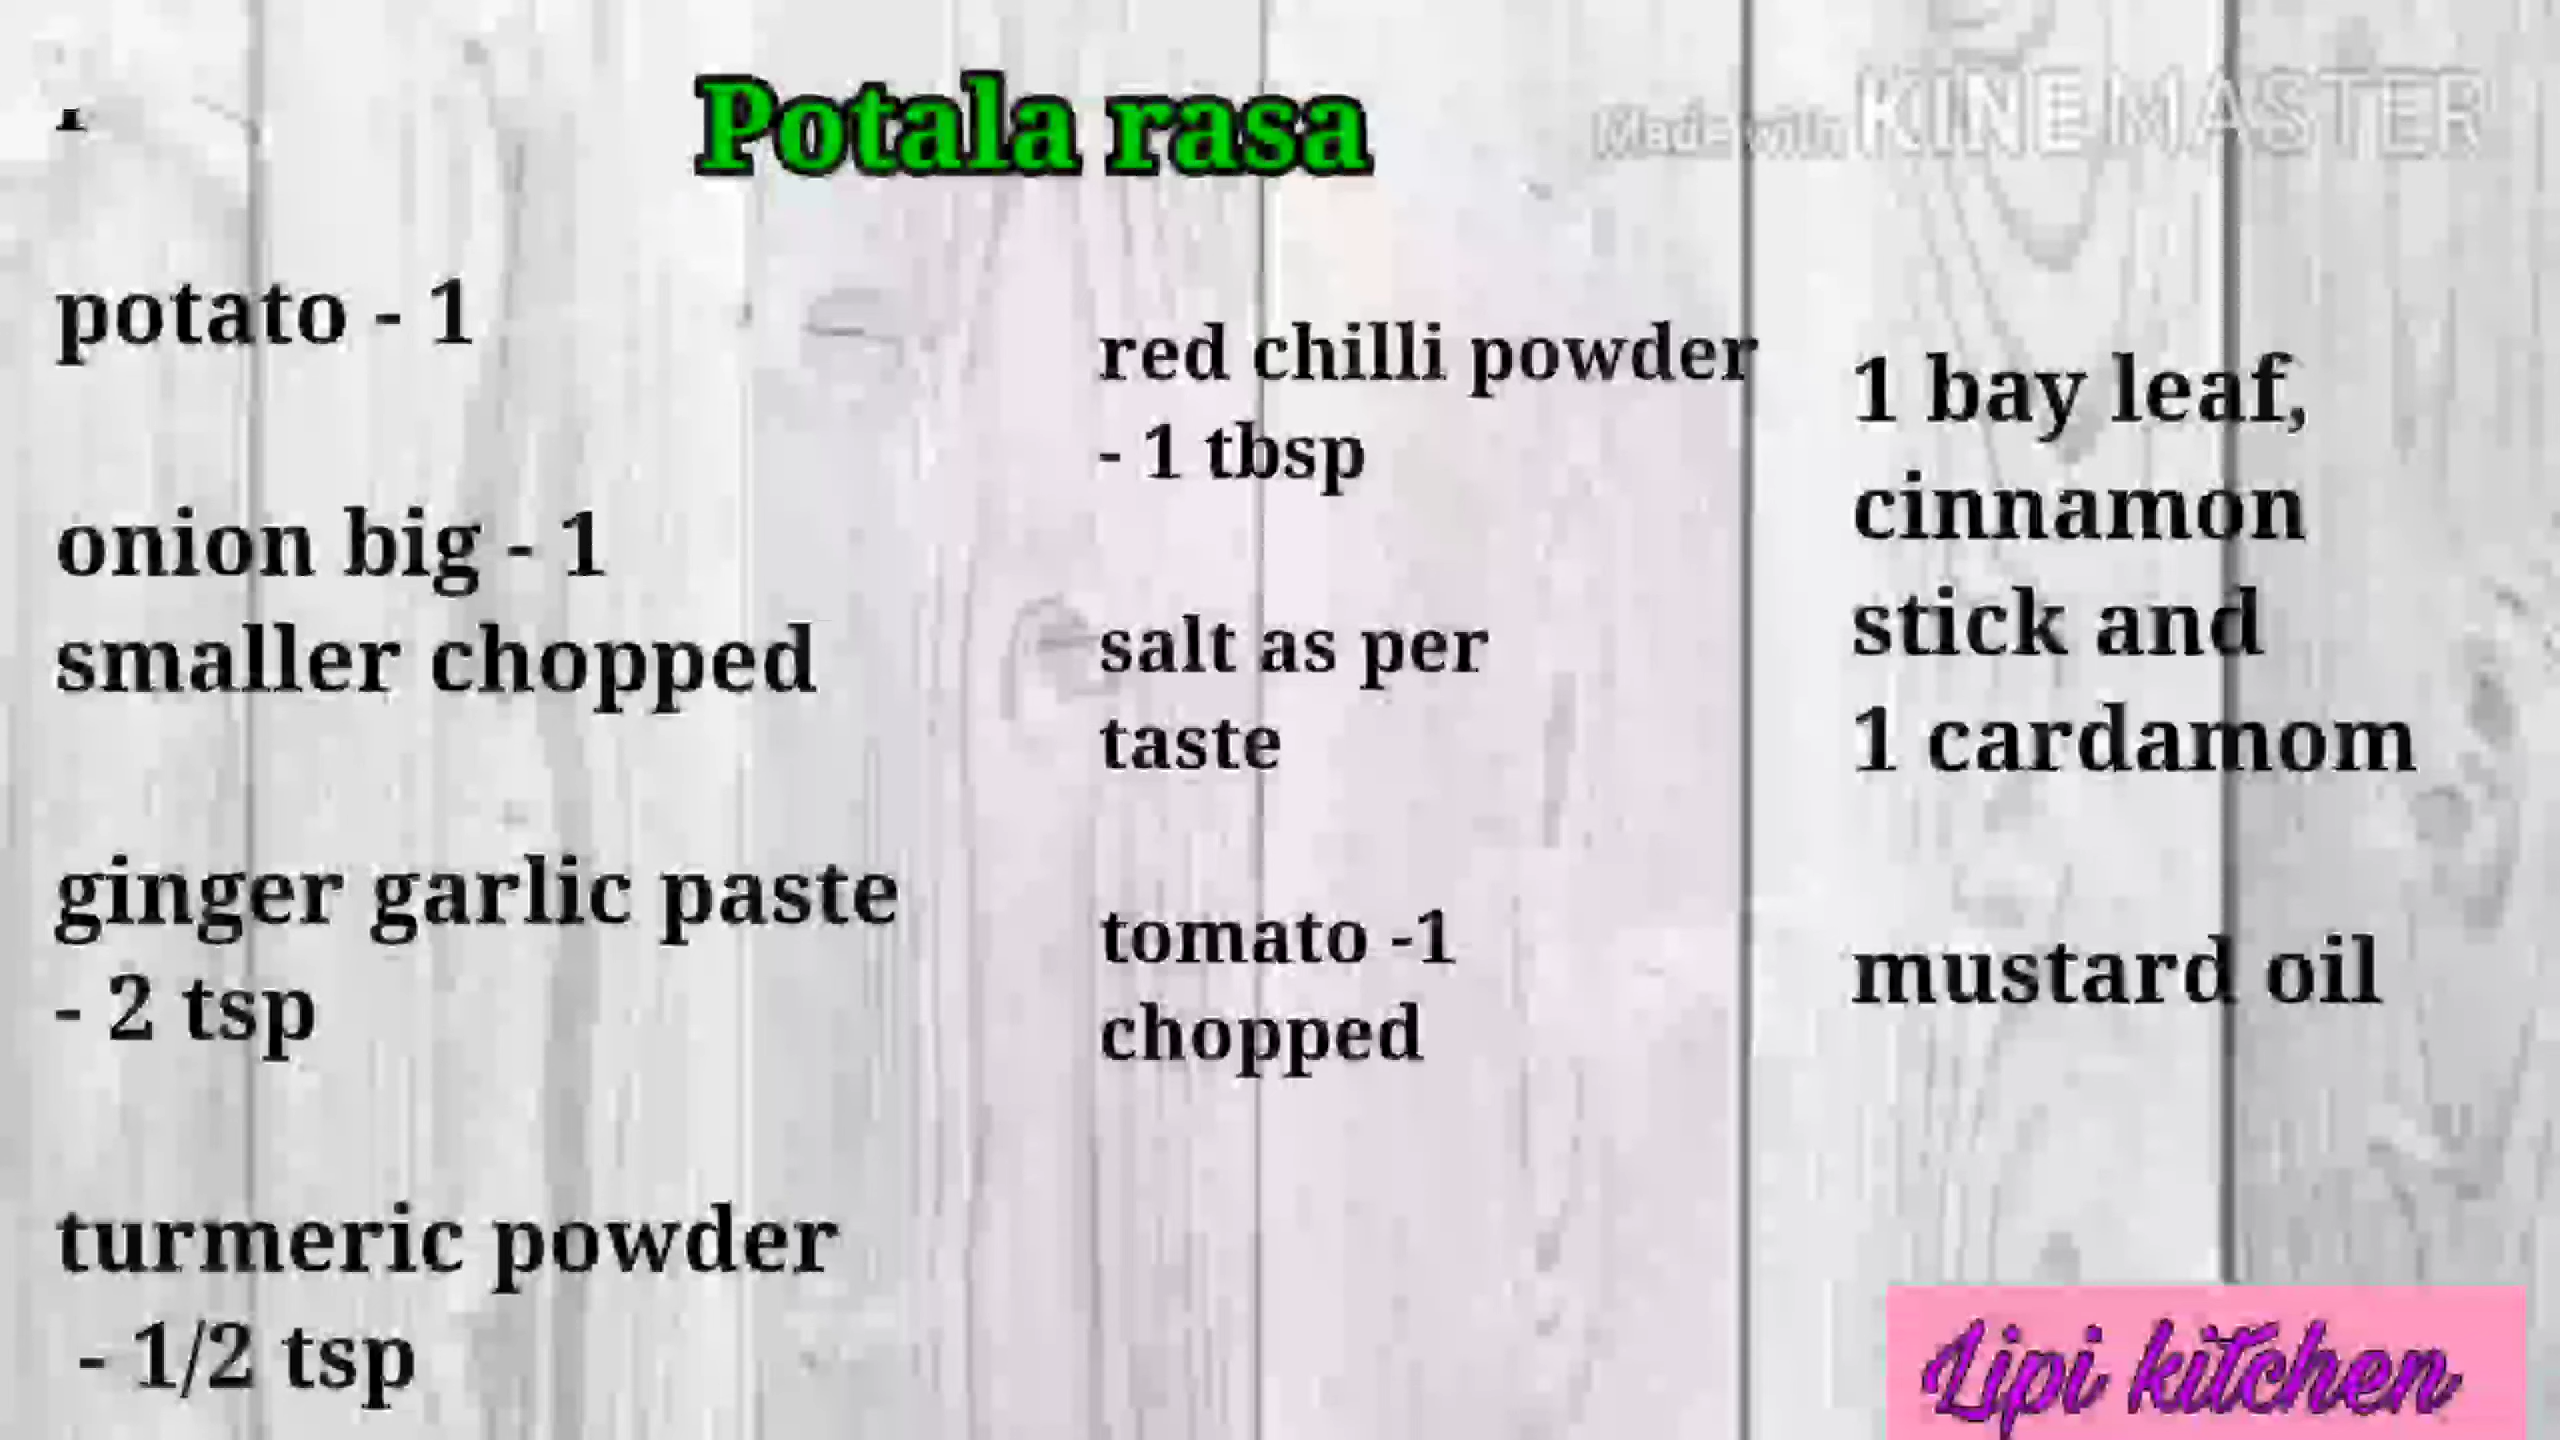 Potala rasa
Made with KINEMASTER
potato - 1
onion big - 1
smaller chopped
ginger garlic paste
- 2 tsp
turmeric powder
- 1/2 tsp
red chilli powder
- 1 tbsp
salt as per
taste
tomato -1
chopped
1 bay leaf,
cinnamon
stick and
1 cardamom
mustard oil
Lipi kitchen